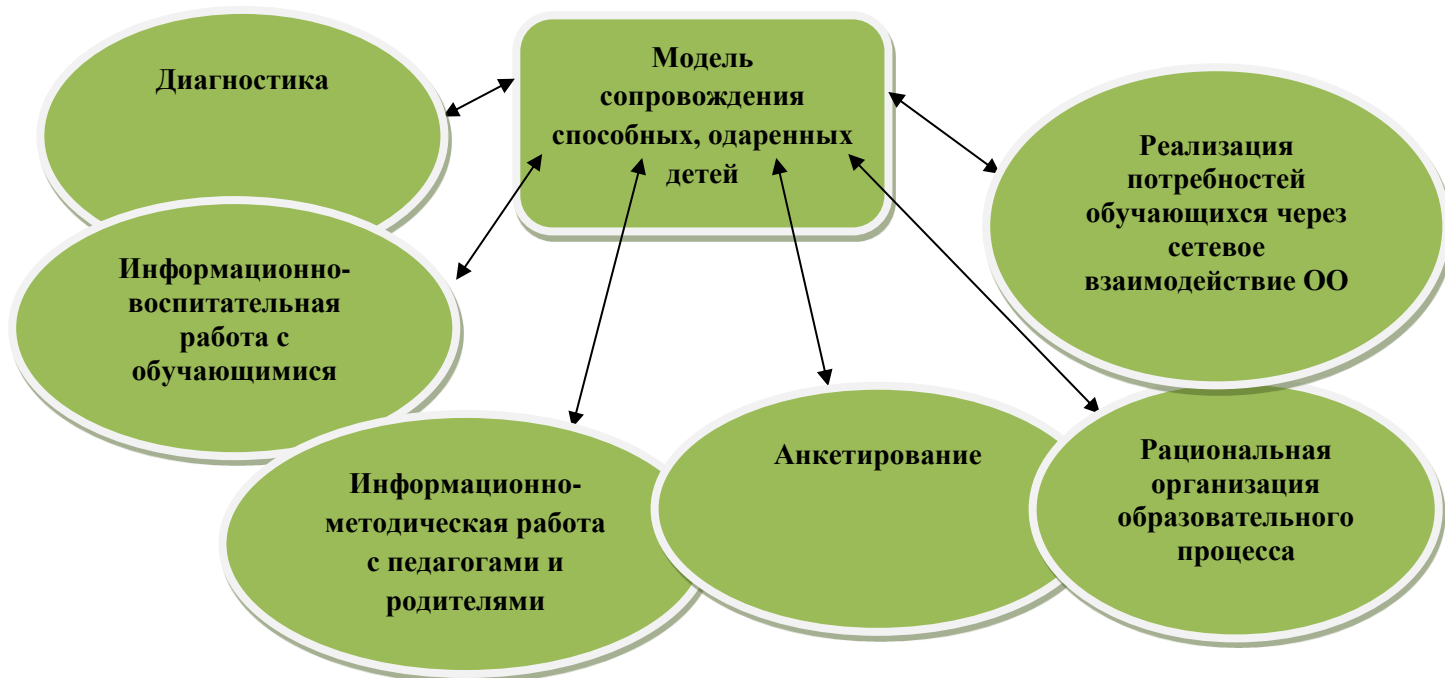 Диагностика
Модель
сопровождения
способных, одаренных
детей
Реализация
потребностей
обучающихся через
сетевое
взаимодействие ОО
Информационно-
воспитательная
работа с
обучающимися
Информационно-
методическая работа
с педагогами и
родителями
Анкетирование
Рациональная
организация
образовательного
процесса